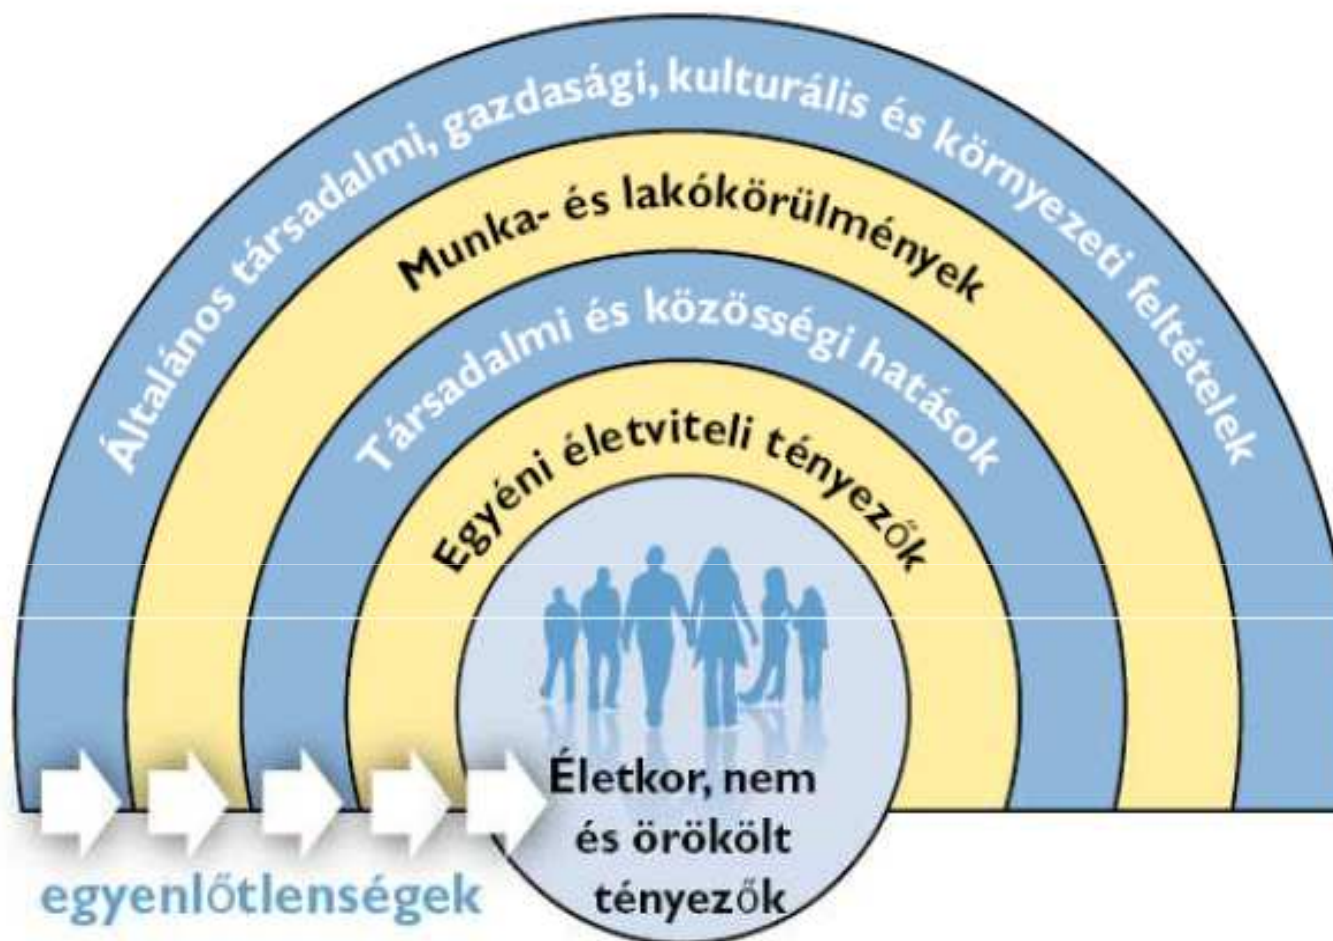 Általános társadalmi, gazdasági, kulturális és környezeti feltételek
Munka- és lakókörülmények
Társadalmi és közösségi hatások
Egyéni életviteli tényezők
Életkor, nem
és örökölt
tényezők
egyenlőtlenségek